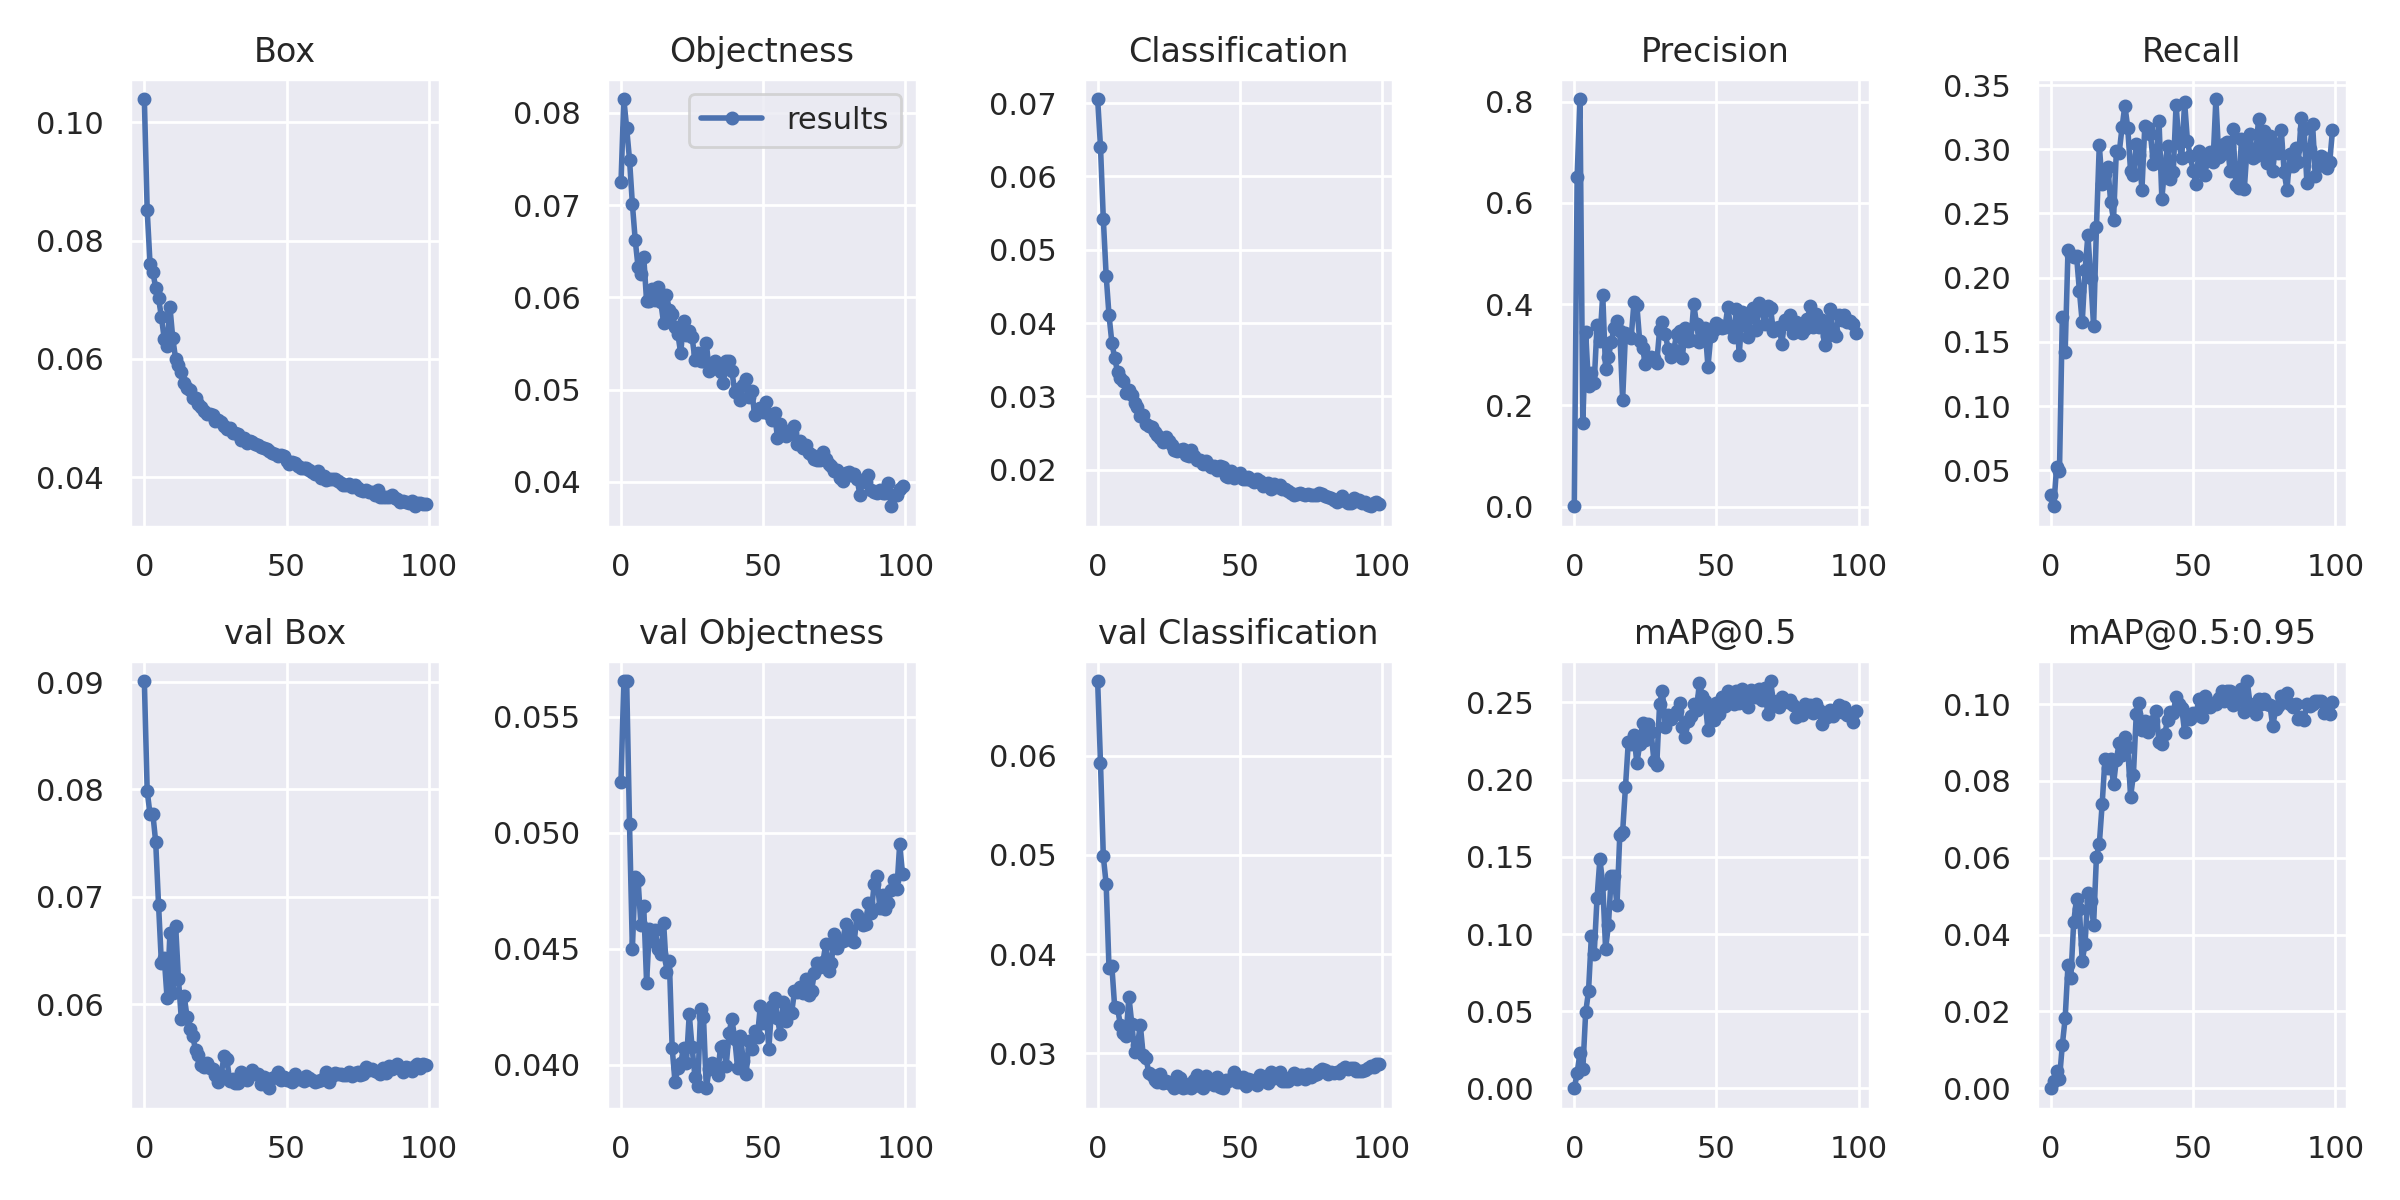 Box
0.10
0.08
0.06
0.04
0 50 100
Objectness
results
0.08
0.07
0.06
0.05
0.04
0 50 100
Classification
0.07
0.06
0.05
0.04
0.03
0.02
0 50 100
Precision
0.8
0.6
0.4
0.2
0.0
0 50 100
Recall
0.35
0.30
0.25
0.20
0.15
0.10
0.05
0 50 100
val Box
0.09
0.08
0.07
0.06
0 50 100
val Objectness
0.055
0.050
0.045
0.040
0 50 100
val Classification
0.06
0.05
0.04
0.03
0 50 100
mAP@0.5
0.25
0.20
0.15
0.10
0.05
0.00
0 50 100
mAP@0.5:0.95
0.10
0.08
0.06
0.04
0.02
0.00
0 50 100